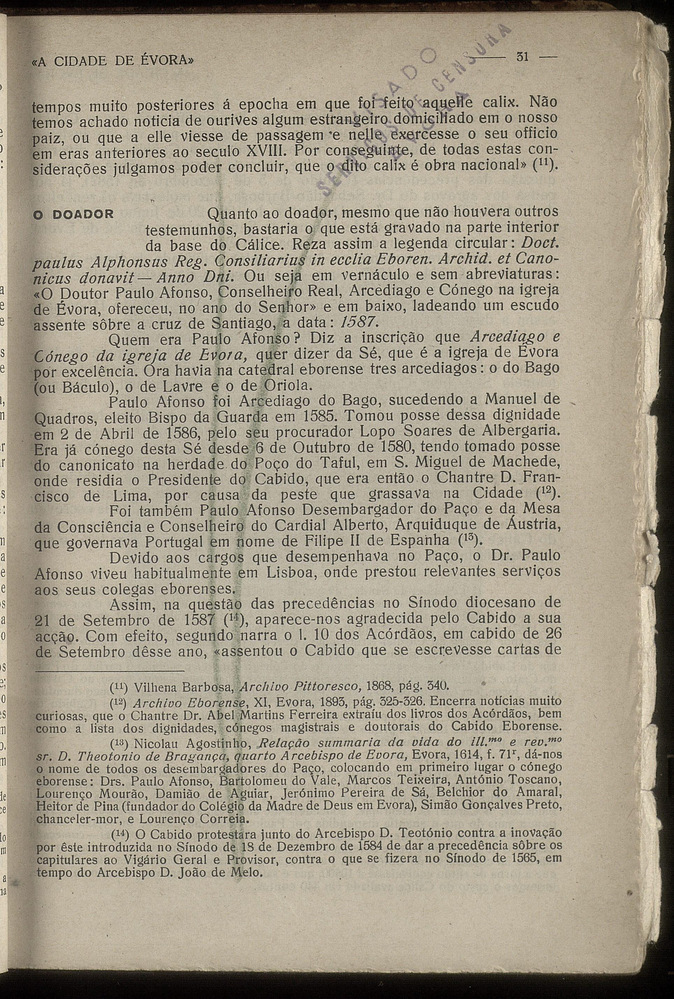 «A CIDADE DE ÉVORA» — 31 —
VISADO
SERVIÇOS DE CENSURA
ÉVORA
tempos muito posteriores á epocha em que foi feito aquelle calix. Não
temos achado noticia de ourives algum estrangeiro domiciliado em o nosso
paiz, ou que a elle viesse de passagem e nelle exercesse o seu officio
em eras anteriores ao seculo XVIII. Por conseguinte, de todas estas con-
siderações julgamos poder concluir, que o dito calix é obra nacional» (¹¹).
O DOADOR Quanto ao doador, mesmo que não houvera outros
testemunhos, bastaria o que está gravado na parte interior
da base do Cálice. Reza assim a legenda circular: Doct.
paulus Alphonsus Reg. Consiliarius in ecclia Eboren. Archid. et Cano-
nicus donavit — Anno Dni. Ou seja em vernáculo e sem abreviaturas:
«O Doutor Paulo Afonso, Conselheiro Real, Arcediago e Cónego na igreja
de Évora, ofereceu, no ano do Senhor» e em baixo, ladeando um escudo
assente sôbre a cruz de Santiago, a data: 1587.
Quem era Paulo Afonso? Diz a inscrição que Arcediago e
Cónego da igreja de Evora, quer dizer da Sé, que é a igreja de Évora
por excelência. Ora havia na catedral eborense tres arcediagos: o do Bago
(ou Báculo), o de Lavre e o de Oriola.
Paulo Afonso foi Arcediago do Bago, sucedendo a Manuel de
Quadros, eleito Bispo da Guarda em 1585. Tomou posse dessa dignidade
em 2 de Abril de 1586, pelo seu procurador Lopo Soares de Albergaria.
Era já cónego desta Sé desde 6 de Outubro de 1580, tendo tomado posse
do canonicato na herdade do Poço do Taful, em S. Miguel de Machede,
onde residia o Presidente do Cabido, que era então o Chantre D. Fran-
cisco de Lima, por causa da peste que grassava na Cidade (¹²).
Foi também Paulo Afonso Desembargador do Paço e da Mesa
da Consciência e Conselheiro do Cardial Alberto, Arquiduque de Áustria,
que governava Portugal em nome de Filipe II de Espanha (¹³).
Devido aos cargos que desempenhava no Paço, o Dr. Paulo
Afonso viveu habitualmente em Lisboa, onde prestou relevantes serviços
aos seus colegas eborenses.
Assim, na questão das precedências no Sínodo diocesano de
21 de Setembro de 1587 (¹⁴), aparece-nos agradecida pelo Cabido a sua
acção. Com efeito, segundo narra o l. 10 dos Acórdãos, em cabido de 26
de Setembro dêsse ano, «assentou o Cabido que se escrevesse cartas de
(¹¹) Vilhena Barbosa, Archivo Pittoresco, 1868, pág. 340.
(¹²) Archivo Eborense, XI, Evora, 1893, pág. 325-326. Encerra notícias muito
curiosas, que o Chantre Dr. Abel Martins Ferreira extraíu dos livros dos Acórdãos, bem
como a lista dos dignidades, cónegos magistrais e doutorais do Cabido Eborense.
(¹³) Nicolau Agostinho, Relação summaria da vida do ill.mo e rev.mo
sr. D. Theotonio de Bragança, quarto Arcebispo de Evora, Evora, 1614, f. 71r, dá-nos
o nome de todos os desembargadores do Paço, colocando em primeiro lugar o cónego
eborense: Drs. Paulo Afonso, Bartolomeu do Vale, Marcos Teixeira, António Toscano,
Lourenço Mourão, Damião de Aguiar, Jerónimo Pereira de Sá, Belchior do Amaral,
Heitor de Pina (fundador do Colégio da Madre de Deus em Evora), Simão Gonçalves Preto,
chanceler-mor, e Lourenço Correia.
(¹⁴) O Cabido protestara junto do Arcebispo D. Teotónio contra a inovação
por êste introduzida no Sínodo de 18 de Dezembro de 1584 de dar a precedência sôbre os
capitulares ao Vigário Geral e Provisor, contra o que se fizera no Sínodo de 1565, em
tempo do Arcebispo D. João de Melo.